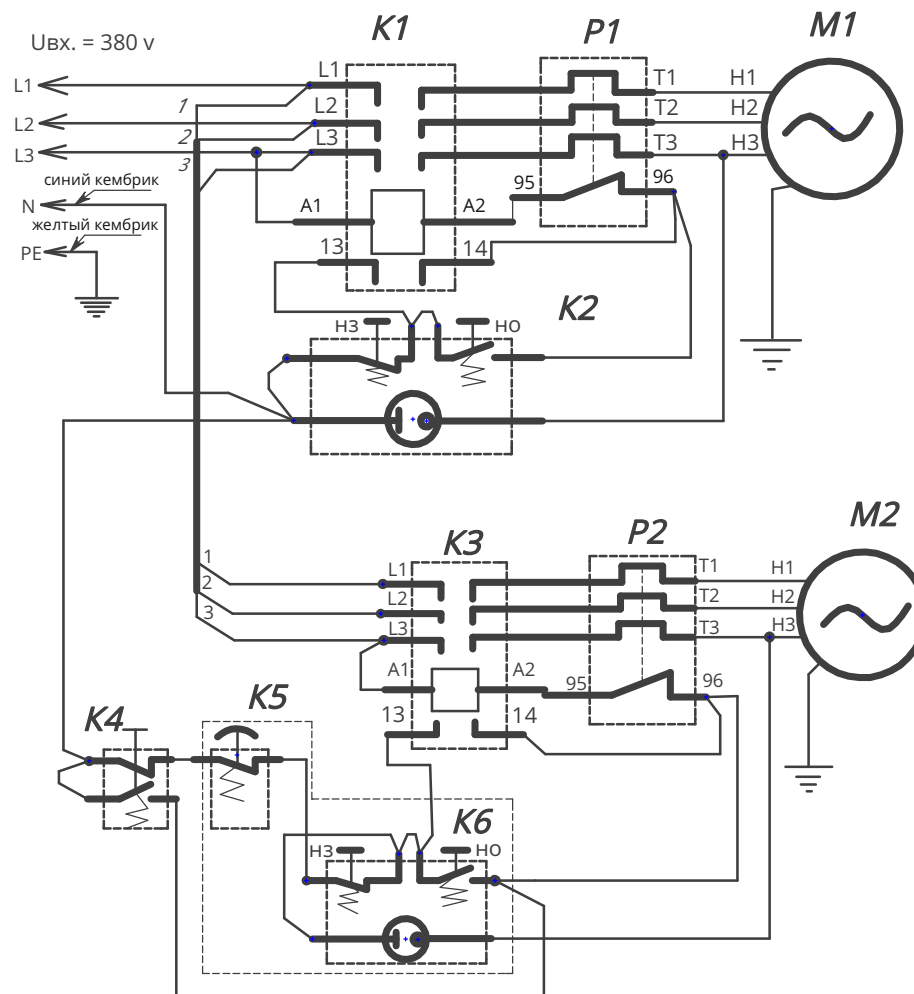 K1
P1
M1
Uвх. = 380 v
L1
T1
H1
L1
1
L2
T2
H2
L2
2
L3
T3
H3
L3
3
синий кембрик
95
96
N
A1
A2
желтый кембрик
13
14
PE
K2
НЗ
НО
M2
P2
K3
1
L1
T1
H1
2
L2
T2
H2
3
L3
T3
H3
A1
A2
95
96
K5
13
14
K4
K6
НЗ
НО